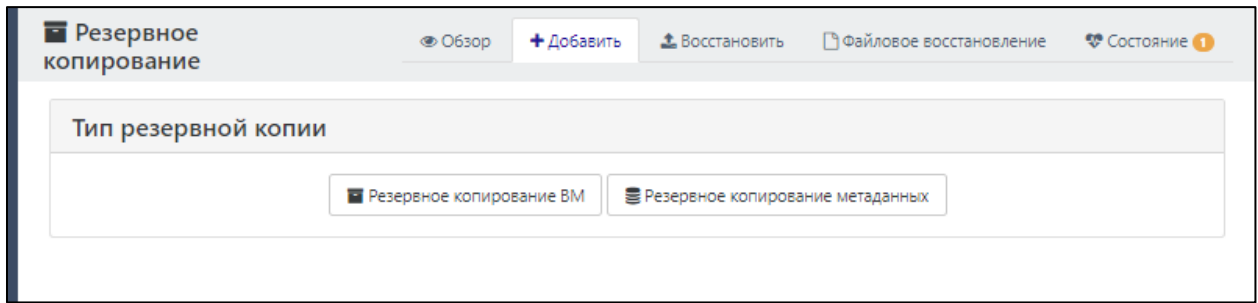 Резервное
копирование
Обзор
Добавить
Восстановить
Файловое восстановление
Состояние 1
Тип резервной копии
Резервное копирование ВМ
Резервное копирование метаданных